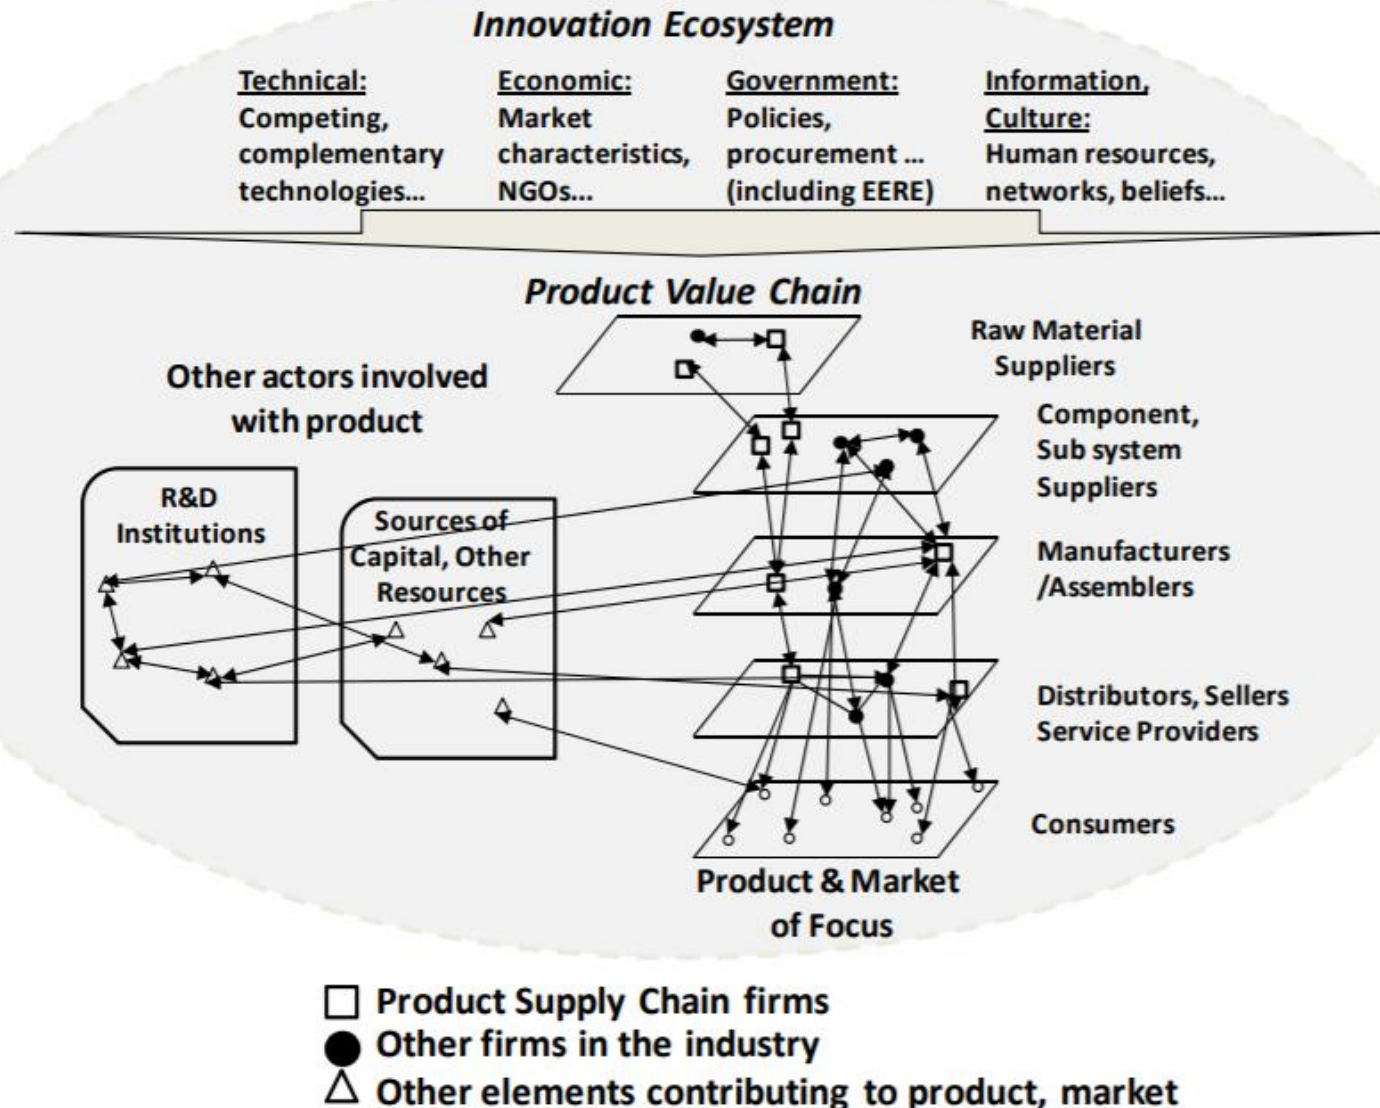 Innovation Ecosystem
Technical:
Competing,
complementary
technologies...
Economic:
Market
characteristics,
NGOs...
Government:
Policies,
procurement ...
(including EERE)
Information,
Culture:
Human resources,
networks, beliefs...
Product Value Chain
Other actors involved
with product
R&D
Institutions
Sources of
Capital, Other
Resources
Raw Material
Suppliers
Component,
Sub system
Suppliers
Manufacturers
/Assemblers
Distributors, Sellers
Service Providers
Consumers
Product & Market
of Focus
Product Supply Chain firms
Other firms in the industry
Other elements contributing to product, market